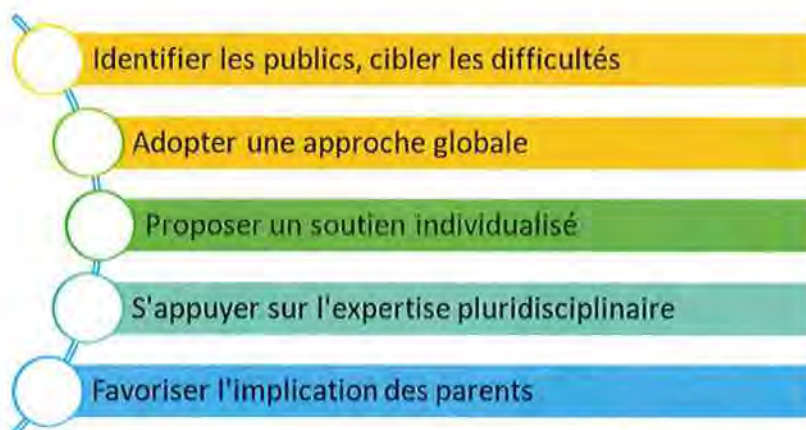 Identifier les publics, cibler les difficultés
Adopter une approche globale
Proposer un soutien individualisé
S'appuyer sur l'expertise pluridisciplinaire
Favoriser l'implication des parents